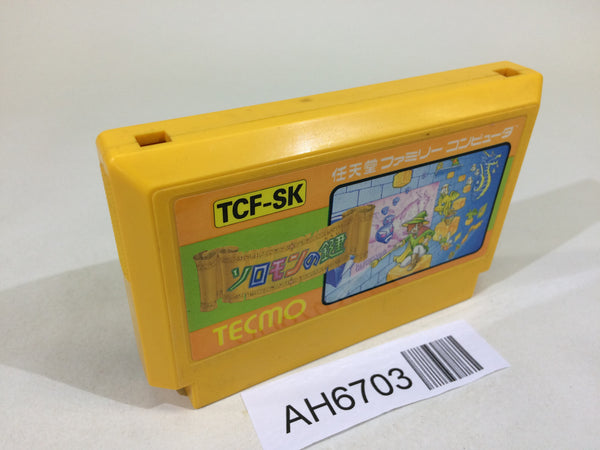 任天堂 ファミリー コンピュータ
TCF-SK
ソロモンの鍵
TECMO
AH6703